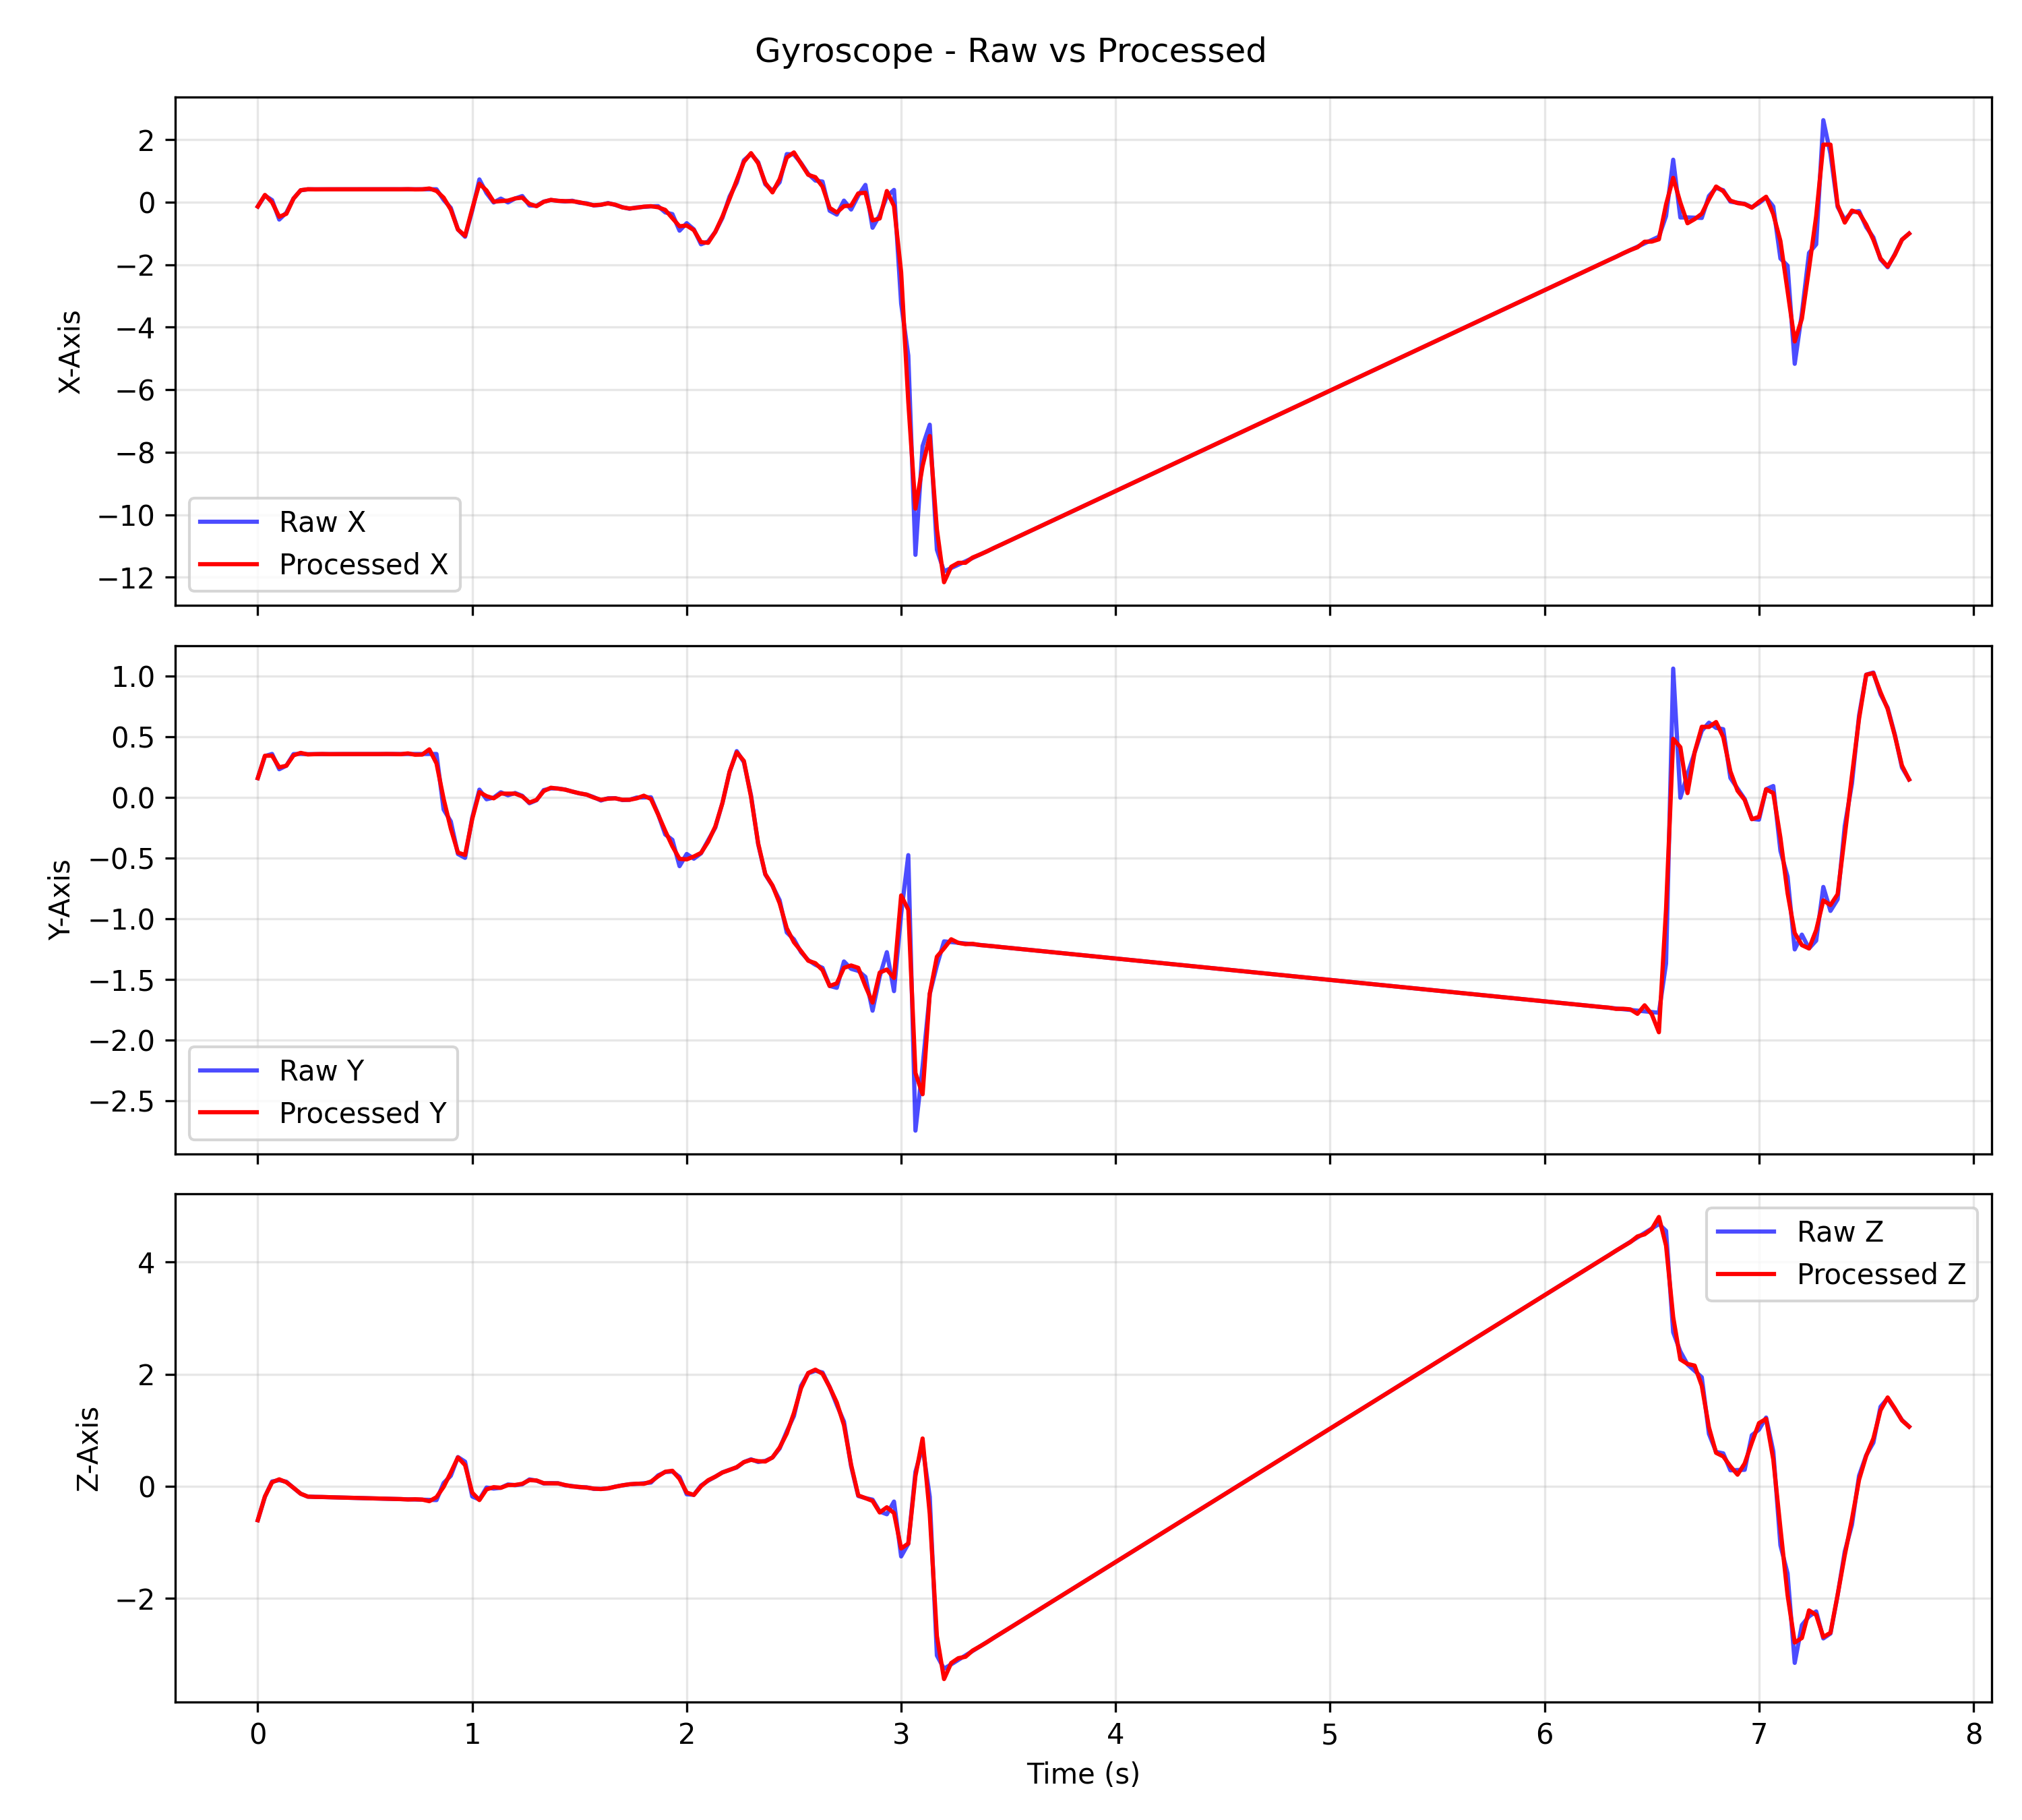 Gyroscope - Raw vs Processed
2
0
−2
−4
−6
−8
−10
−12
X-Axis
Raw X
Processed X
1.0
0.5
0.0
−0.5
−1.0
−1.5
−2.0
−2.5
Y-Axis
Raw Y
Processed Y
4
2
0
−2
Z-Axis
Raw Z
Processed Z
0 1 2 3 4 5 6 7 8
Time (s)